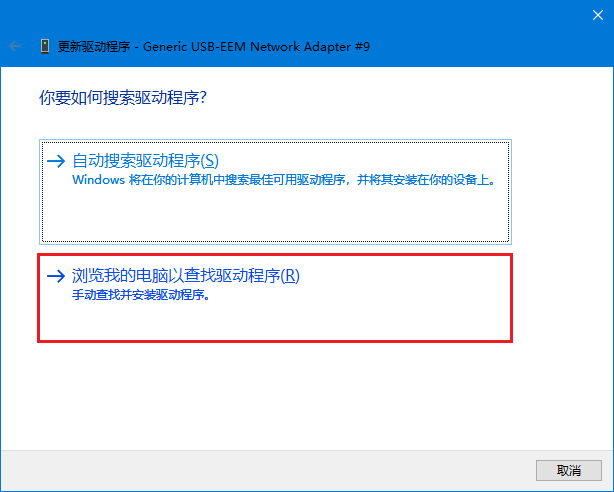 更新驱动程序 - Generic USB-EEM Network Adapter #9
你要如何搜索驱动程序?
自动搜索驱动程序(S)
Windows 将在你的计算机中搜索最佳可用驱动程序，并将其安装在你的设备上。
浏览我的电脑以查找驱动程序(R)
手动查找并安装驱动程序。
取消